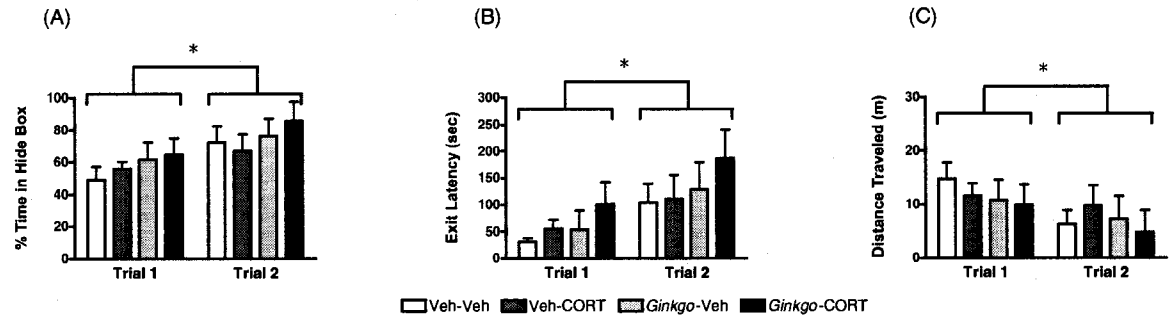 (A)
*
% Time in Hide Box
100
80
60
40
20
0
Trial 1 Trial 2
(B)
*
Exit Latency (sec)
300
250
200
150
100
50
0
Trial 1 Trial 2
(C)
*
Distance Traveled (m)
30
20
10
0
Trial 1 Trial 2
Veh-Veh Veh-CORT Ginkgo-Veh Ginkgo-CORT